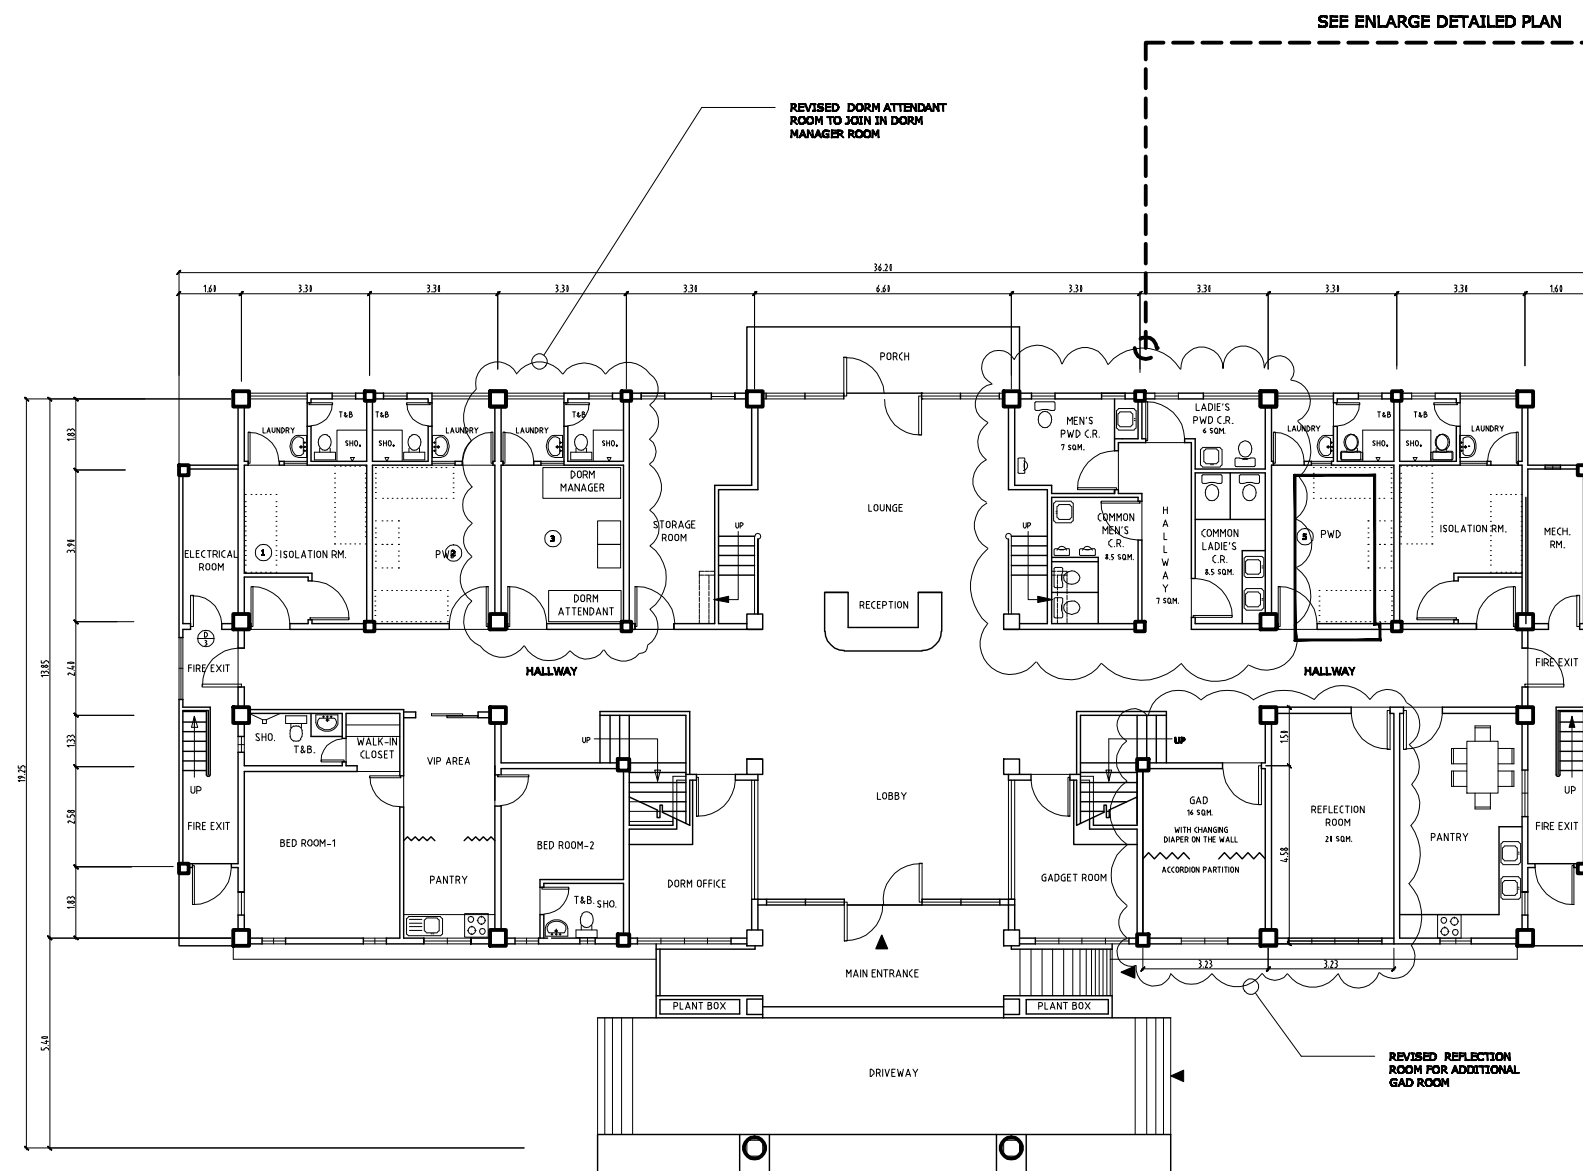 SEE ENLARGE DETAILED PLAN
REVISED DORM ATTENDANT
ROOM TO JOIN IN DORM
MANAGER ROOM
36.20
1.60
3.30
3.30
3.30
3.30
6.60
3.30
3.30
3.30
3.30
1.60
PORCH
T&B
T&B
T&B
LAUNDRY
LAUNDRY
LAUNDRY
SHO.
SHO.
SHO.
MEN'S
PWD C.R.
7 SQM.
LADIE'S
PWD C.R.
6 SQM.
T&B
T&B
LAUNDRY
LAUNDRY
SHO.
SHO.
1.83
DORM
MANAGER
LOUNGE
STORAGE
ROOM
UP
UP
COMMON
MEN'S
C.R.
8.5 SQM.
HALLWAY
7 SQM.
COMMON
LADIE'S
C.R.
8.5 SQM.
5
PWD
ISOLATION RM.
MECH.
RM.
3.90
ELECTRICAL
ROOM
1
ISOLATION RM.
PWD
2
3
DORM
ATTENDANT
RECEPTION
D
3
FIRE EXIT
HALLWAY
HALLWAY
FIRE EXIT
2.40
13.85
19.25
1.33
SHO.
T&B.
WALK-IN
CLOSET
VIP AREA
UP
UP
1.50
UP
UP
FIRE EXIT
FIRE EXIT
LOBBY
GAD
16 SQM.
WITH CHANGING
DIAPER ON THE WALL
ACCORDION PARTITION
4.58
REFLECTION
ROOM
20 SQM.
PANTRY
2.58
BED ROOM-1
BED ROOM-2
PANTRY
DORM OFFICE
GADGET ROOM
T&B.
SHO.
1.83
3.23
3.23
MAIN ENTRANCE
PLANT BOX
PLANT BOX
5.40
DRIVEWAY
REVISED REFLECTION
ROOM FOR ADDITIONAL
GAD ROOM